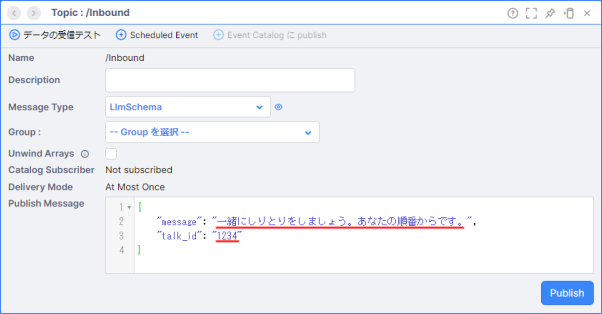 Topic : /Inbound
データの受信テスト Scheduled Event Event Catalog に publish
Name /Inbound
Description
Message Type LlmSchema
Group : -- Group を選択 --
Unwind Arrays
Catalog Subscriber Not subscribed
Delivery Mode At Most Once
Publish Message
1 {
2 "message": "一緒にしりとりをしましょう。あなたの順番からです。",
3 "talk_id": "1234"
4 }
Publish